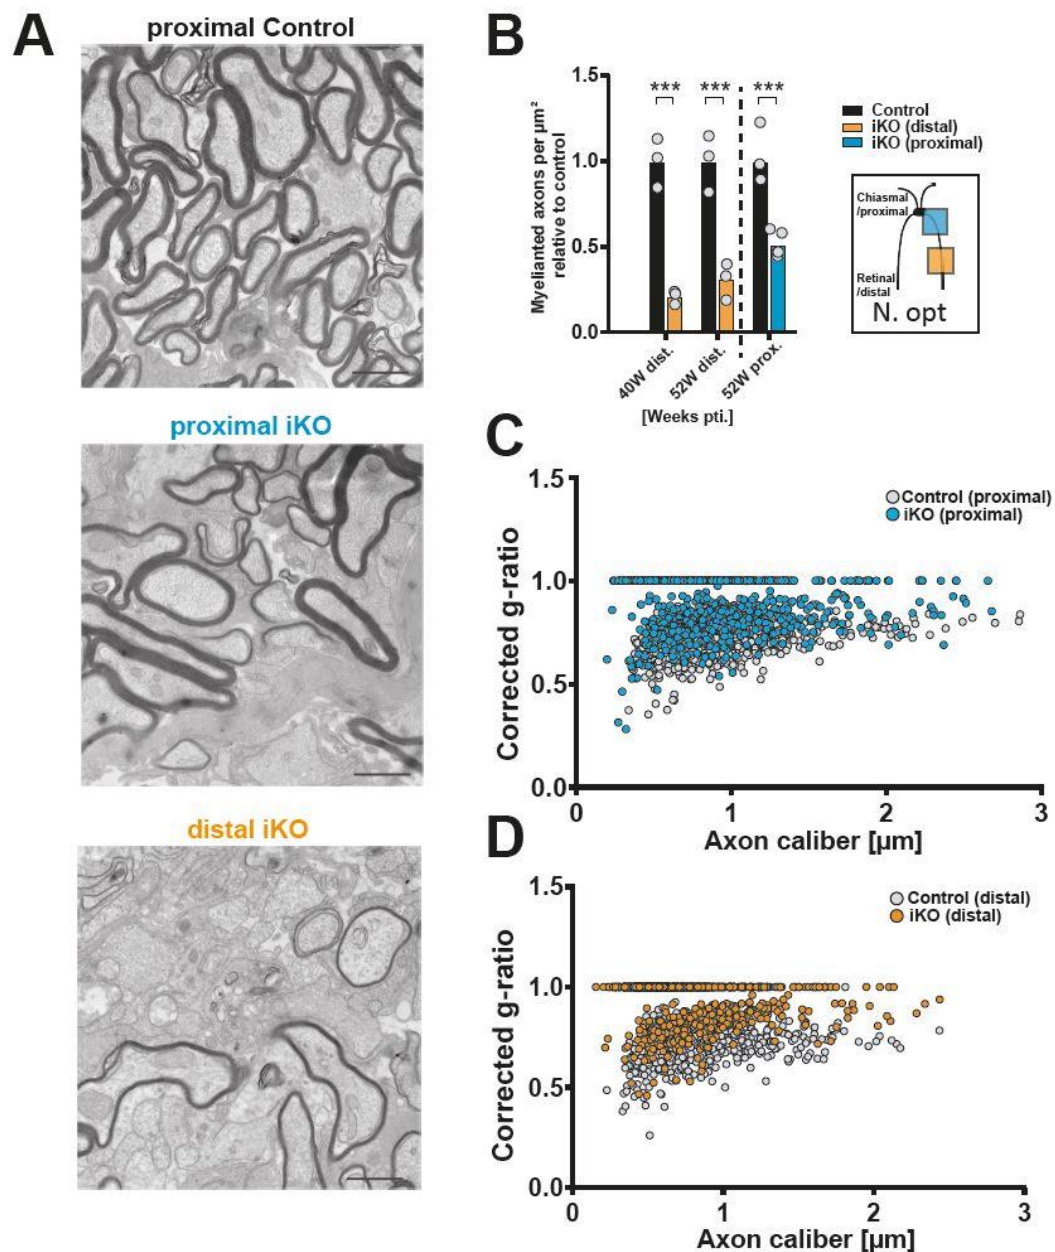 A
proximal Control
proximal iKO
distal iKO
B
Myelianted axons per µm²
relative to control
1.5
1.0
0.5
0.0
***
***
***
40W dist.
52W dist.
52W prox.
[Weeks pti.]
Control
iKO (distal)
iKO (proximal)
Chiasmal
/proximal
Retinal
/distal
N. opt
C
Corrected g-ratio
1.5
1.0
0.5
0.0
0
1
2
3
Axon caliber [µm]
Control (proximal)
iKO (proximal)
D
Corrected g-ratio
1.5
1.0
0.5
0.0
0
1
2
3
Axon caliber [µm]
Control (distal)
iKO (distal)